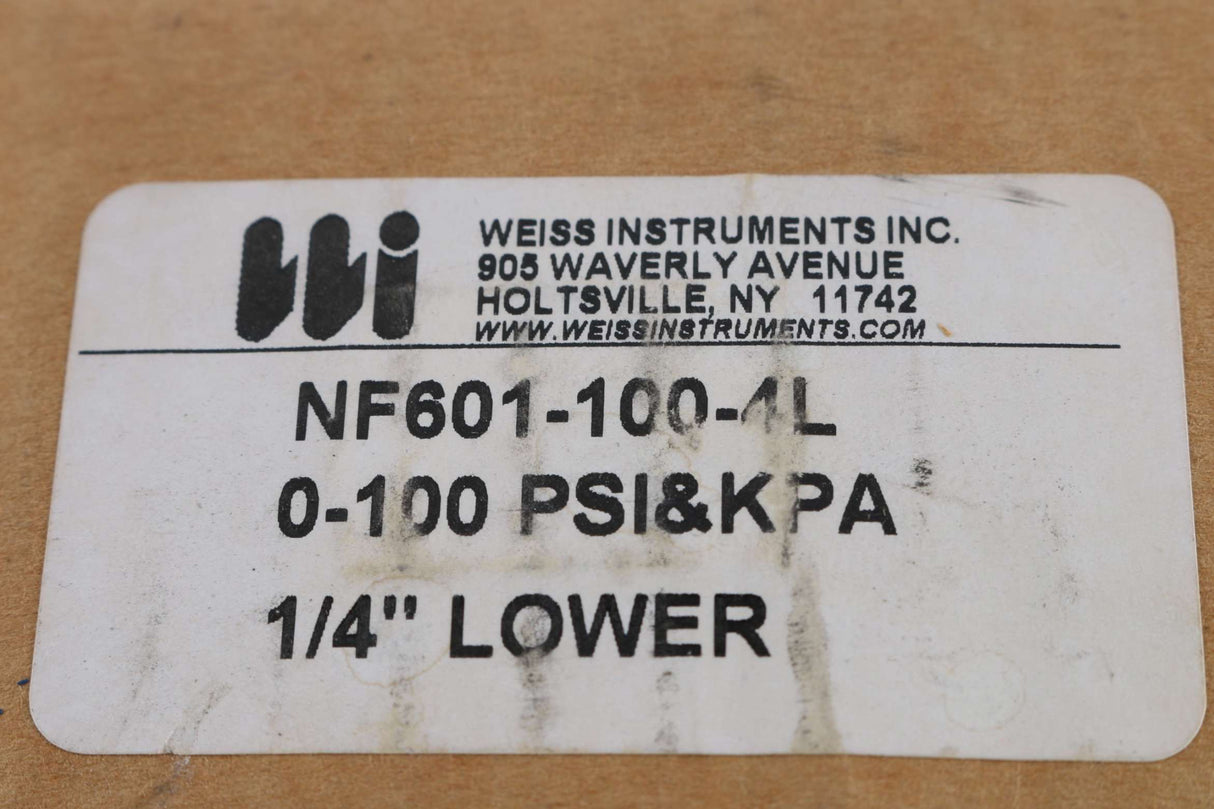 Wi
WEISS INSTRUMENTS INC.
905 WAVERLY AVENUE
HOLTSVILLE, NY 11742
WWW.WEISSINSTRUMENTS.COM
NF601-100-4L
0-100 PSI&KPA
1/4" LOWER